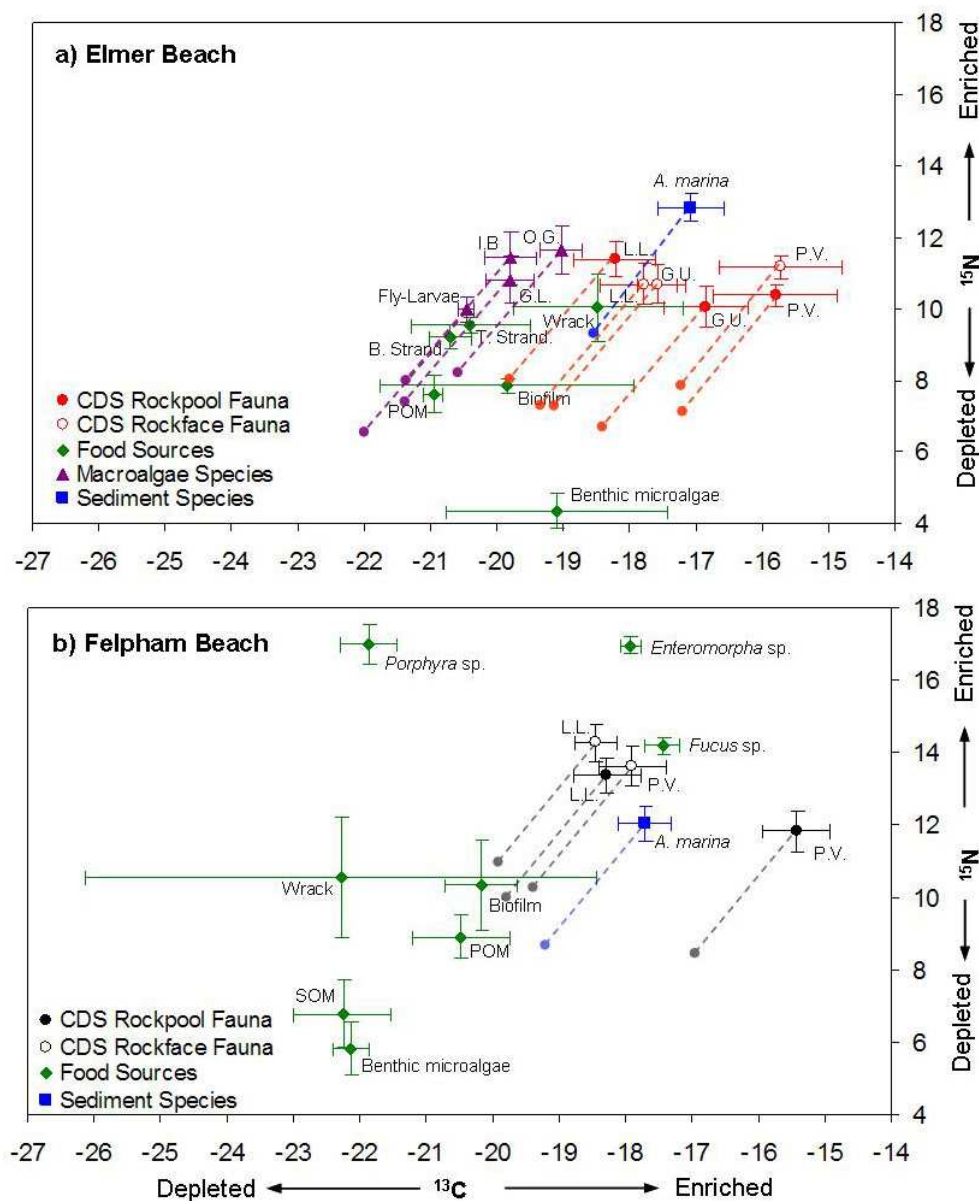 a) Elmer Beach
18
16
14
12
10
8
6
4
Enriched
15N
Depleted
A. marina
I.B
O.G.
L.L.
P.V.
G.U.
Fly-Larvae
G.L.
L.L.
P.V.
Wrack
G.U.
B. Strand.
T. Strand.
POM
Biofilm
CDS Rockpool Fauna
CDS Rockface Fauna
Food Sources
Macroalgae Species
Sediment Species
Benthic microalgae
-27 -26 -25 -24 -23 -22 -21 -20 -19 -18 -17 -16 -15 -14
b) Felpham Beach
18
16
14
12
10
8
6
4
Enriched
15N
Depleted
Porphyra sp.
Enteromorpha sp.
L.L.
Fucus sp.
L.L.
P.V.
A. marina
P.V.
Wrack
Biofilm
POM
SOM
Benthic microalgae
CDS Rockpool Fauna
CDS Rockface Fauna
Food Sources
Sediment Species
-27 -26 -25 -24 -23 -22 -21 -20 -19 -18 -17 -16 -15 -14
Depleted 13C Enriched